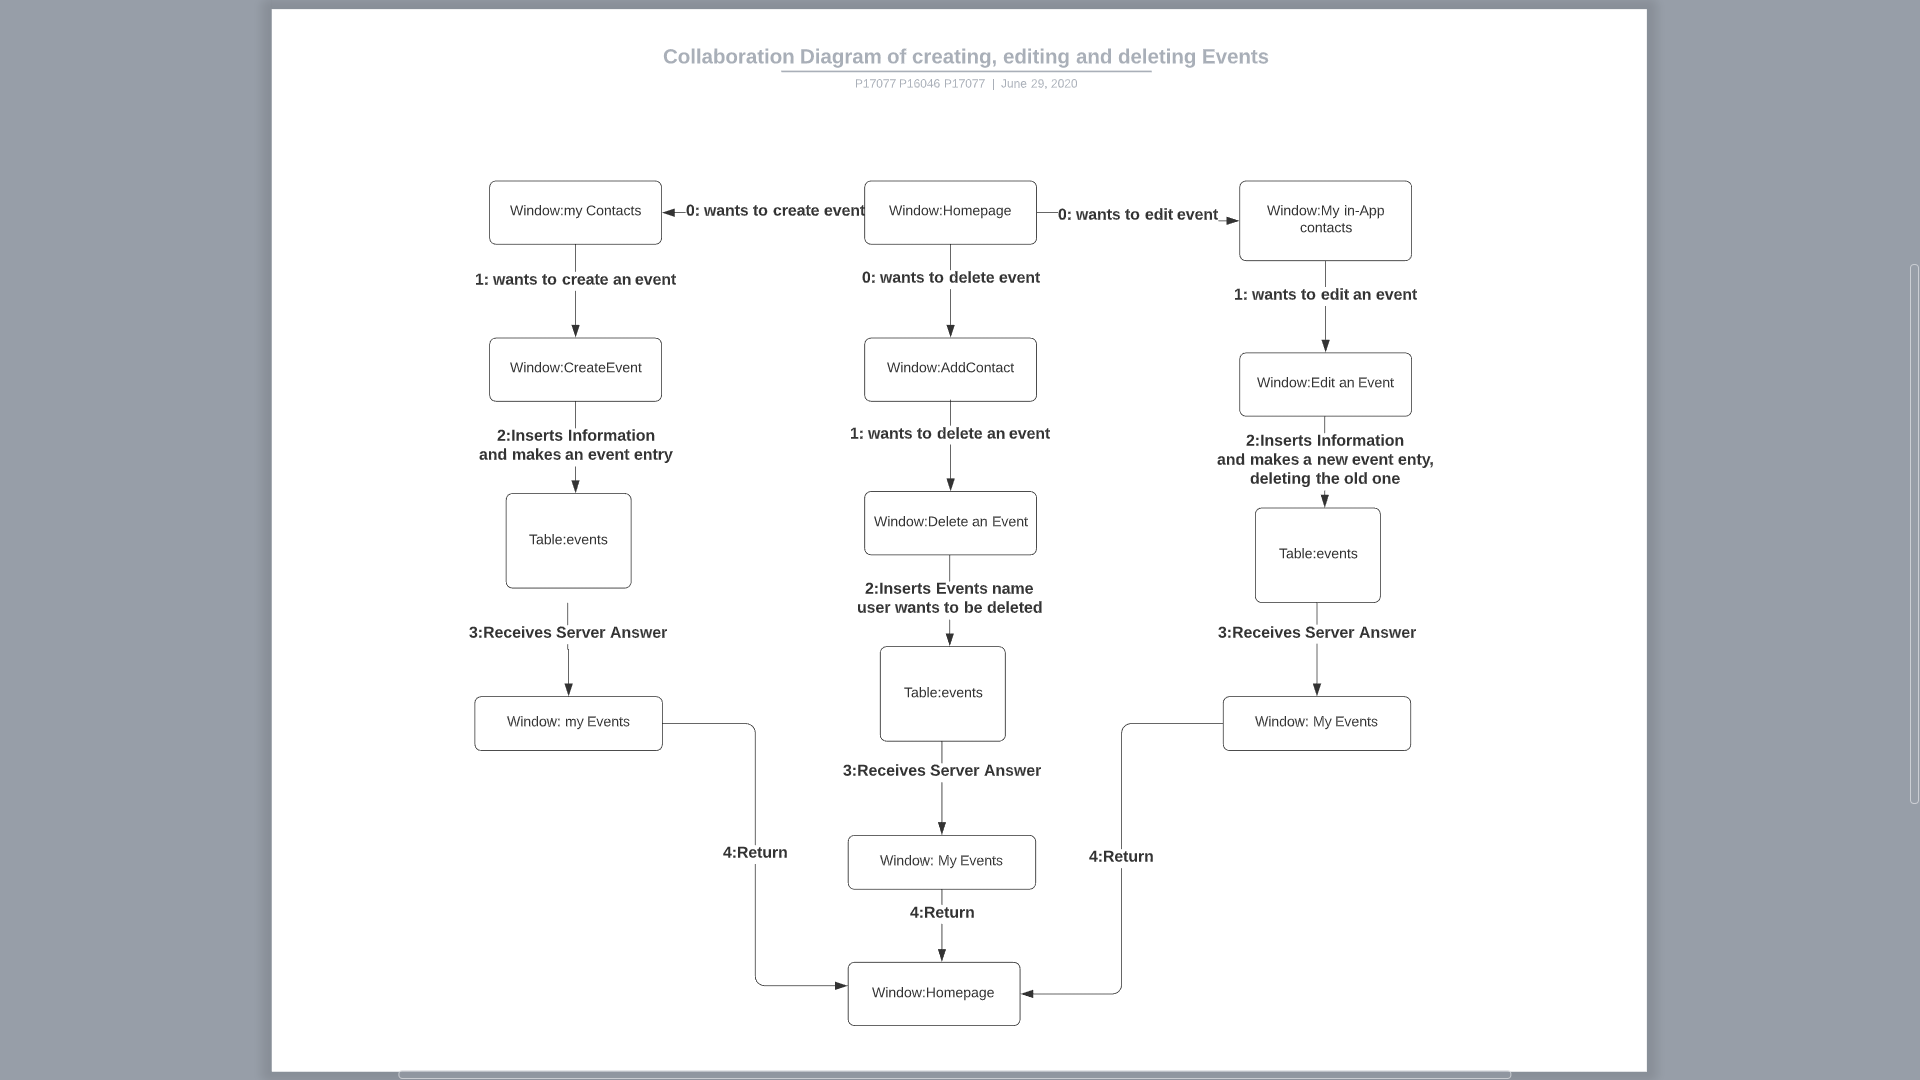 Collaboration Diagram of creating, editing and deleting Events
P17077 P16046 P17077 | June 29, 2020
Window:my Contacts
0: wants to create event
Window:Homepage
0: wants to edit event
Window:My in-App
contacts
1: wants to create an event
0: wants to delete event
1: wants to edit an event
Window:CreateEvent
Window:AddContact
Window:Edit an Event
2:Inserts Information
and makes an event entry
1: wants to delete an event
2:Inserts Information
and makes a new event enty,
deleting the old one
Table:events
Window:Delete an Event
Table:events
2:Inserts Events name
user wants to be deleted
3:Receives Server Answer
3:Receives Server Answer
Table:events
Window: my Events
Window: My Events
3:Receives Server Answer
4:Return
4:Return
Window: My Events
4:Return
Window:Homepage